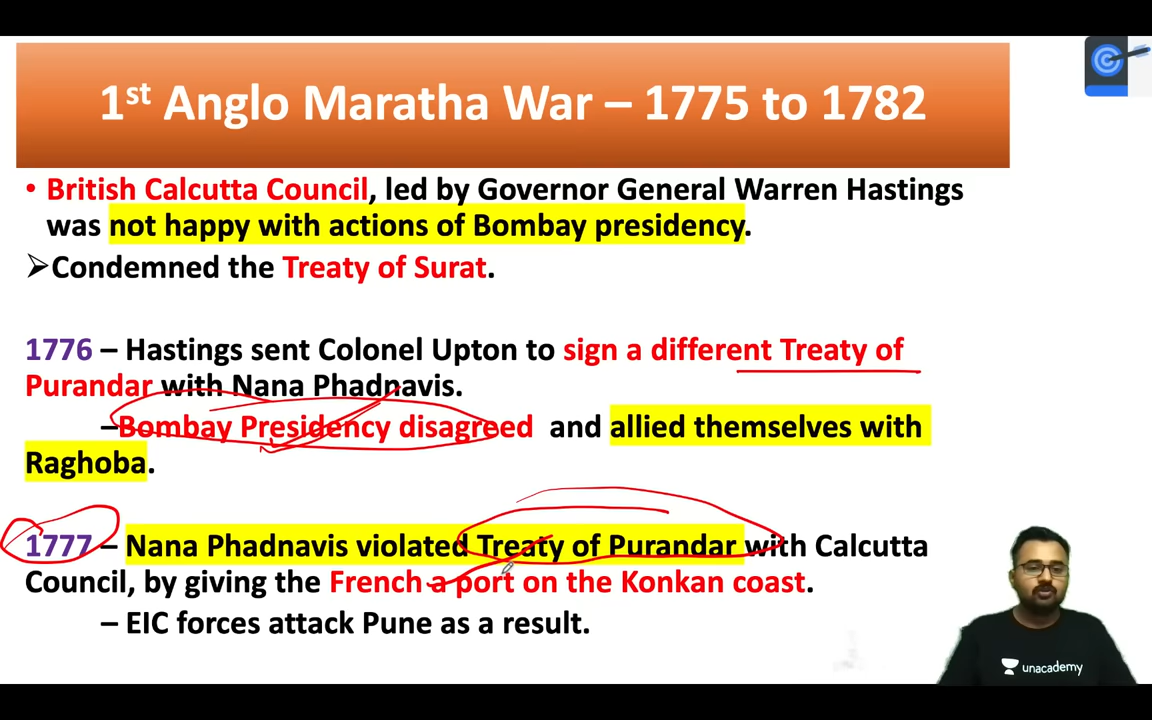 1st Anglo Maratha War – 1775 to 1782
• British Calcutta Council, led by Governor General Warren Hastings
was not happy with actions of Bombay presidency.
➢Condemned the Treaty of Surat.
1776 – Hastings sent Colonel Upton to sign a different Treaty of
Purandar with Nana Phadnavis.
–Bombay Presidency disagreed and allied themselves with
Raghoba.
1777 – Nana Phadnavis violated Treaty of Purandar with Calcutta
Council, by giving the French a port on the Konkan coast.
– EIC forces attack Pune as a result.
unacademy